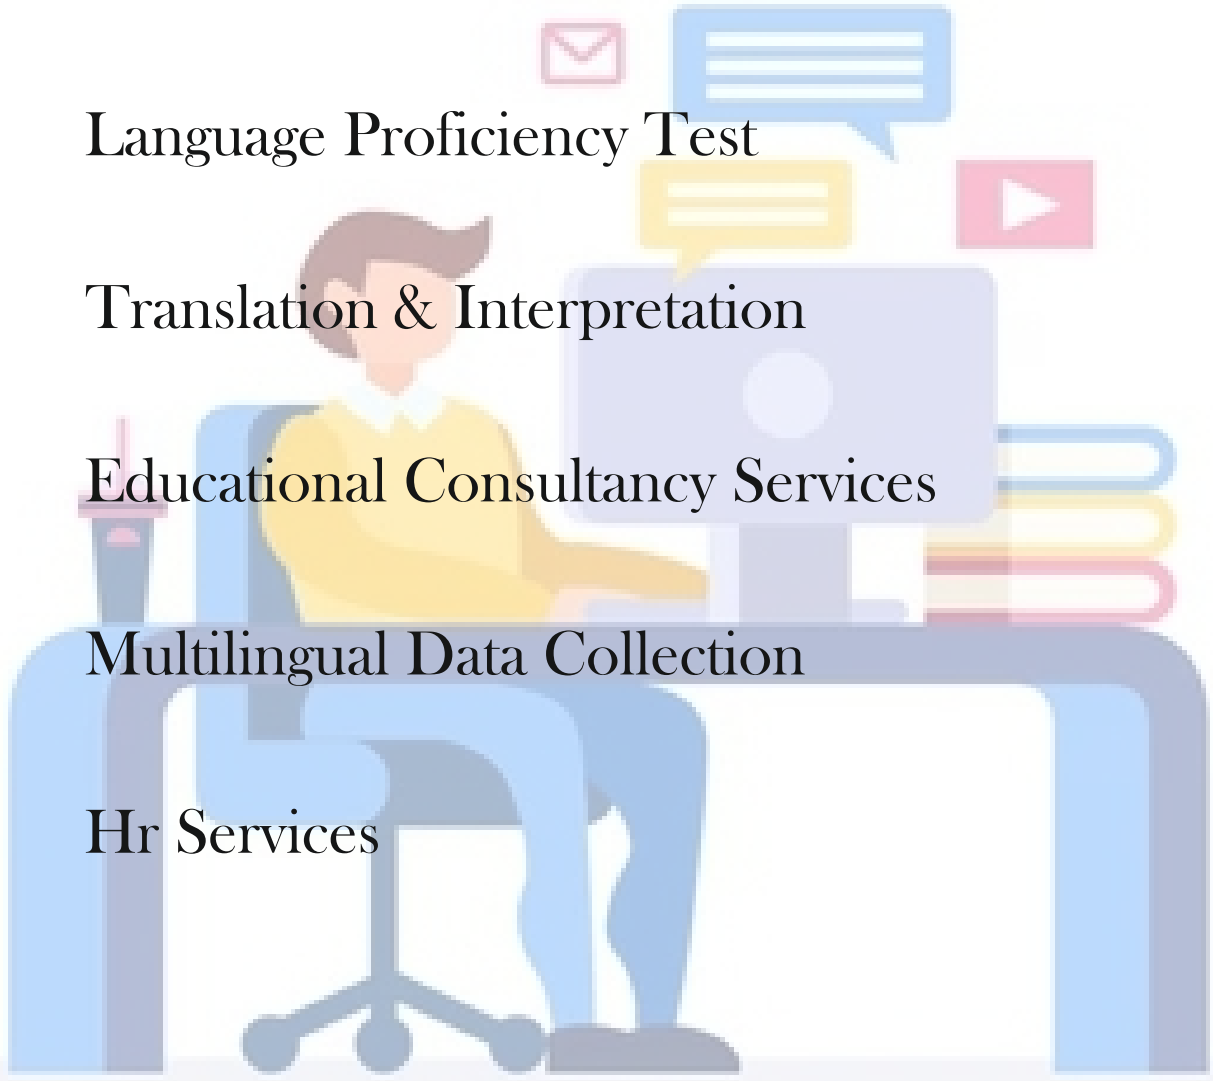 Language Proficiency Test
Translation & Interpretation
Educational Consultancy Services
Multilingual Data Collection
Hr Services